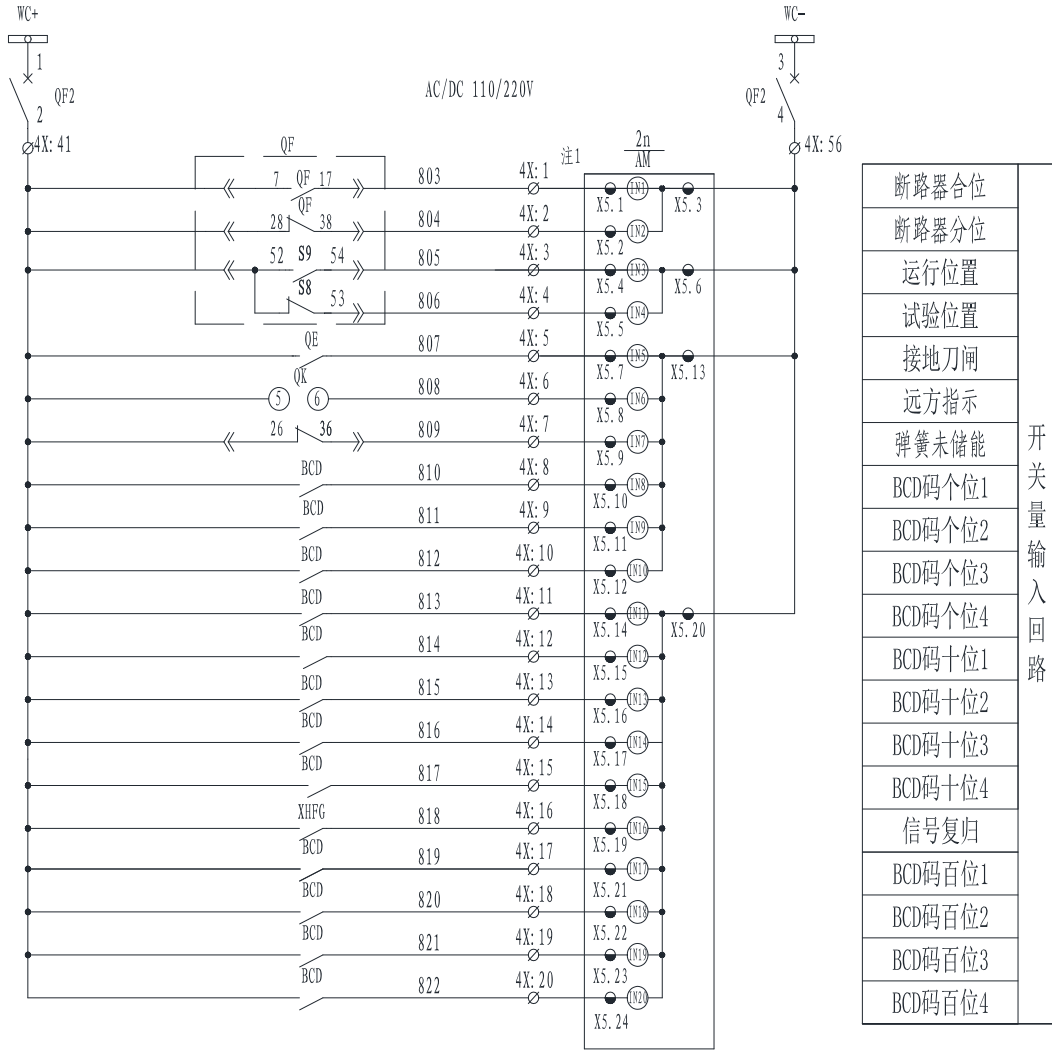 WC+ WC-
1 3
QF2 QF2
2 4
AC/DC 110/220V
4X:41 4X:56
QF 注1 2n
AM
7 QF 17 803 4X:1 IN1 断路器合位
X5.1 X5.3
QF
28 38 804 4X:2 IN2 断路器分位
X5.2
52 S9 54 805 4X:3 IN3 运行位置
X5.4 X5.6
S8
53 806 4X:4 IN4 试验位置
X5.5
QE 807 4X:5 IN5 接地刀闸
X5.7 X5.13
QK
5 6 808 4X:6 IN6 远方指示
X5.8
26 36 809 4X:7 IN7 弹簧未储能
X5.9
BCD 810 4X:8 IN8 BCD码个位1
X5.10
BCD 811 4X:9 IN9 BCD码个位2
X5.11
BCD 812 4X:10 IN10 BCD码个位3
X5.12
BCD 813 4X:11 IN11 BCD码个位4
X5.14 X5.20
BCD 814 4X:12 IN12 BCD码十位1
X5.15
BCD 815 4X:13 IN13 BCD码十位2
X5.16
BCD 816 4X:14 IN14 BCD码十位3
X5.17
BCD 817 4X:15 IN15 BCD码十位4
X5.18
XHFG 818 4X:16 IN16 信号复归
X5.19
BCD 819 4X:17 IN17 BCD码百位1
X5.21
BCD 820 4X:18 IN18 BCD码百位2
X5.22
BCD 821 4X:19 IN19 BCD码百位3
X5.23
BCD 822 4X:20 IN20 BCD码百位4
X5.24
开关量输入回路